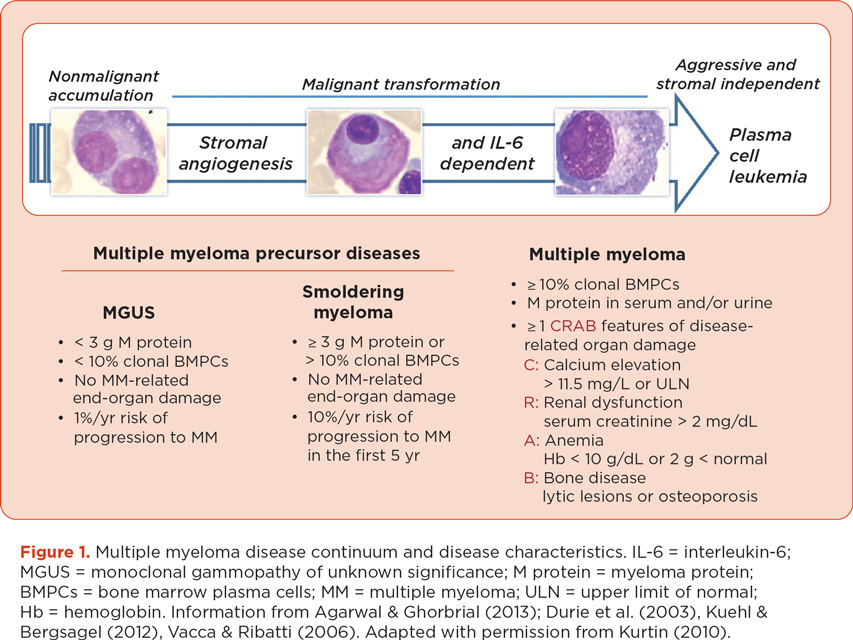 Nonmalignant
accumulation
Malignant transformation
Aggressive and
stromal independent
Stromal
angiogenesis
and IL-6
dependent
Plasma
cell
leukemia
Multiple myeloma precursor diseases
MGUS
• < 3 g M protein
• < 10% clonal BMPCs
• No MM-related
end-organ damage
• 1%/yr risk of
progression to MM
Smoldering
myeloma
• ≥ 3 g M protein or
> 10% clonal BMPCs
• No MM-related
end-organ damage
• 10%/yr risk of
progression to MM
in the first 5 yr
Multiple myeloma
• ≥ 10% clonal BMPCs
• M protein in serum and/or urine
• ≥ 1 CRAB features of disease-
related organ damage
C: Calcium elevation
> 11.5 mg/L or ULN
R: Renal dysfunction
serum creatinine > 2 mg/dL
A: Anemia
Hb < 10 g/dL or 2 g < normal
B: Bone disease
lytic lesions or osteoporosis
Figure 1. Multiple myeloma disease continuum and disease characteristics. IL-6 = interleukin-6;
MGUS = monoclonal gammopathy of unknown significance; M protein = myeloma protein;
BMPCs = bone marrow plasma cells; MM = multiple myeloma; ULN = upper limit of normal;
Hb = hemoglobin. Information from Agarwal & Ghorbrial (2013); Durie et al. (2003), Kuehl &
Bergsagel (2012), Vacca & Ribatti (2006). Adapted with permission from Kurtin (2010).